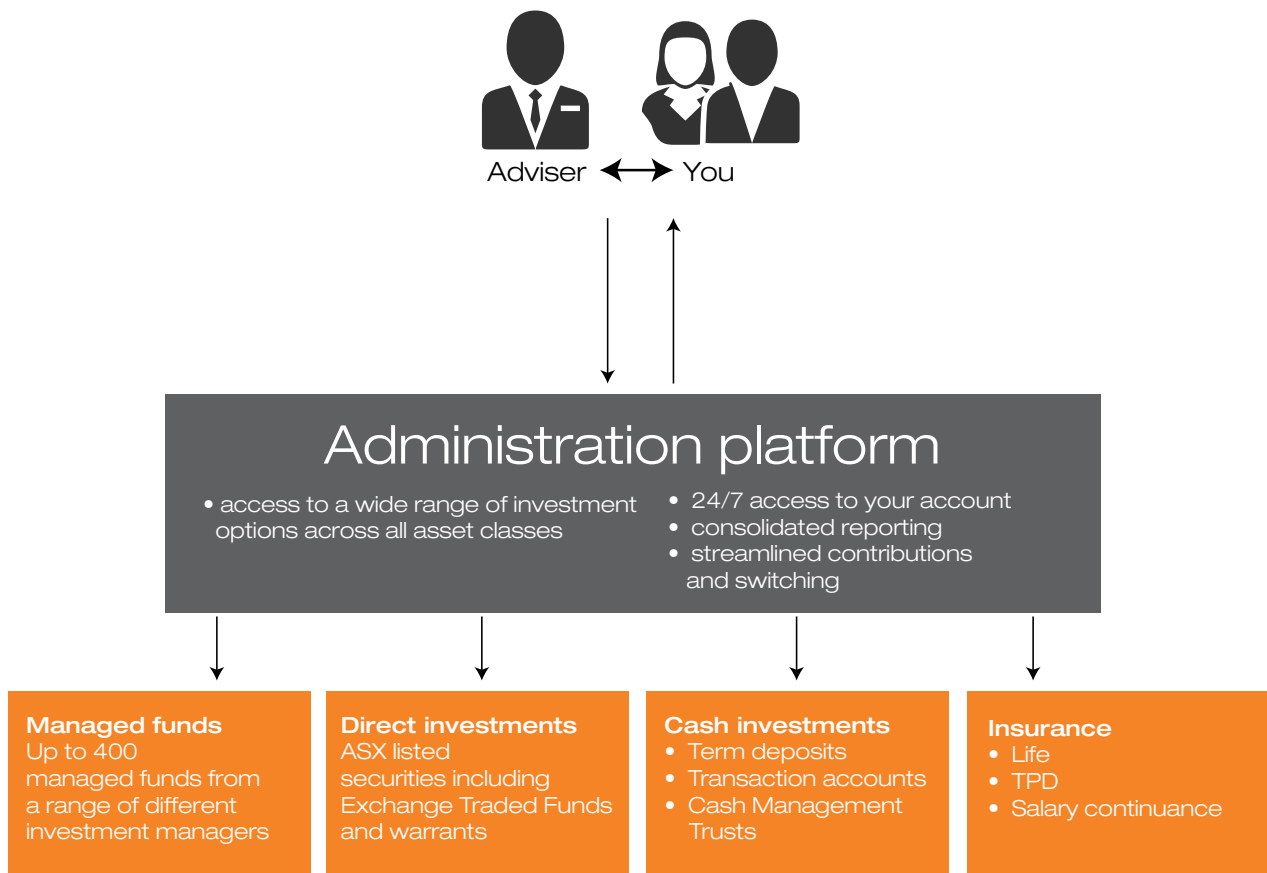 Adviser You
Administration platform
• access to a wide range of investment
options across all asset classes
• 24/7 access to your account
• consolidated reporting
• streamlined contributions
and switching
Managed funds
Up to 400
managed funds from
a range of different
investment managers
Direct investments
ASX listed
securities including
Exchange Traded Funds
and warrants
Cash investments
• Term deposits
• Transaction accounts
• Cash Management
Trusts
Insurance
• Life
• TPD
• Salary continuance